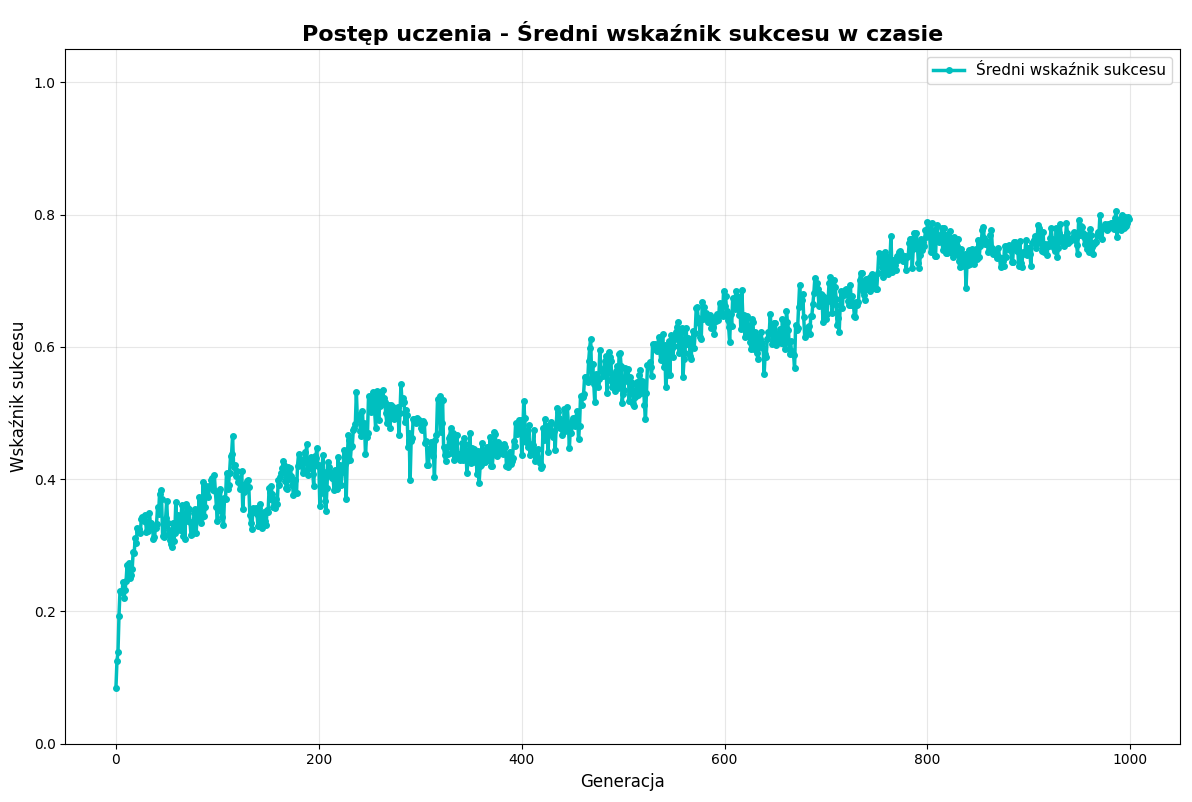 Postęp uczenia - Średni wskaźnik sukcesu w czasie
Średni wskaźnik sukcesu
Wskaźnik sukcesu
1.0
0.8
0.6
0.4
0.2
0.0
0 200 400 600 800 1000
Generacja